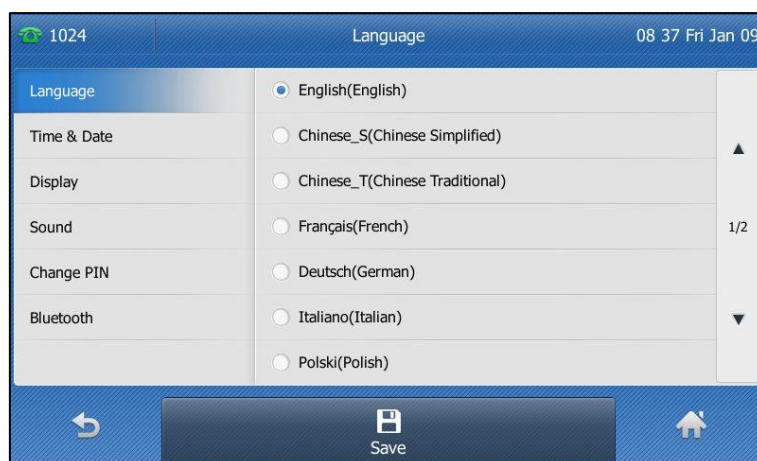 1024
Language
08 37 Fri Jan 09
Language
Time & Date
Display
Sound
Change PIN
Bluetooth
English(English)
Chinese_S(Chinese Simplified)
Chinese_T(Chinese Traditional)
Français(French)
Deutsch(German)
Italiano(Italian)
Polski(Polish)
1/2
Save